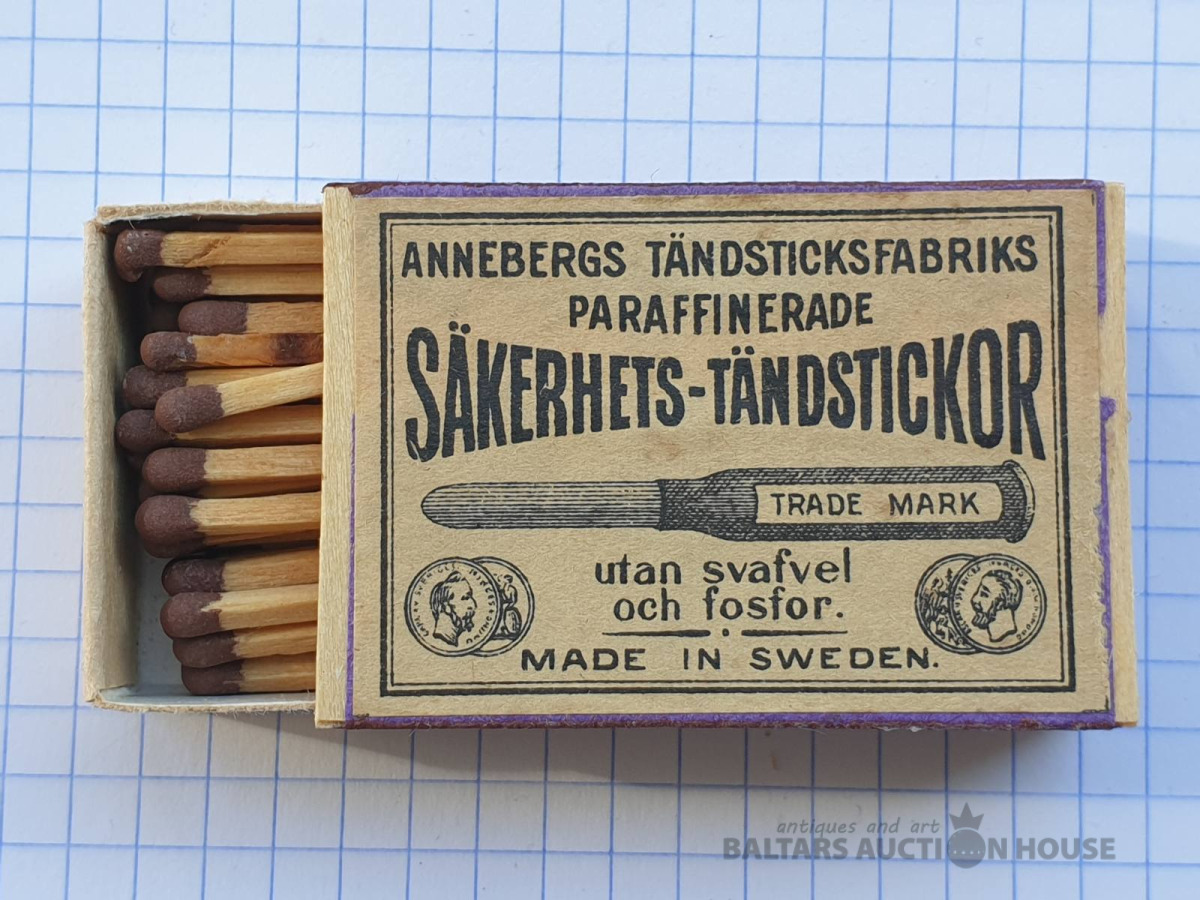 ANNEBERGS TÄNDSTICKSFABRIKS
PARAFFINERADE
SÄKERHETS-TÄNDSTICKOR
TRADE MARK
utan svafvel
och fosfor.
MADE IN SWEDEN.
antiques and art
BALTARS AUCTION HOUSE